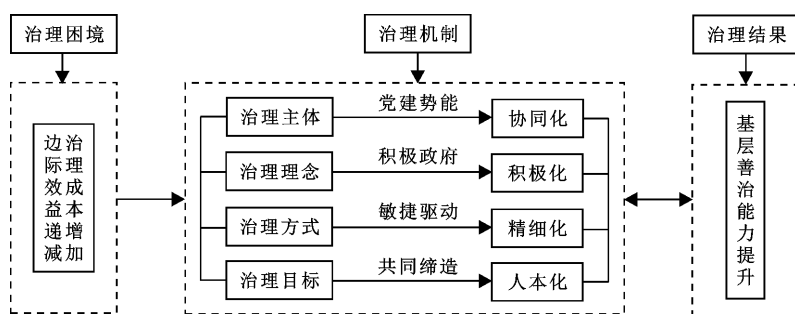 治理困境
治理机制
治理结果
治理成本增加
边际效益递减
治理主体
党建势能
协同化
治理理念
积极政府
积极化
治理方式
敏捷驱动
精细化
治理目标
共同缔造
人本化
基层善治能力提升